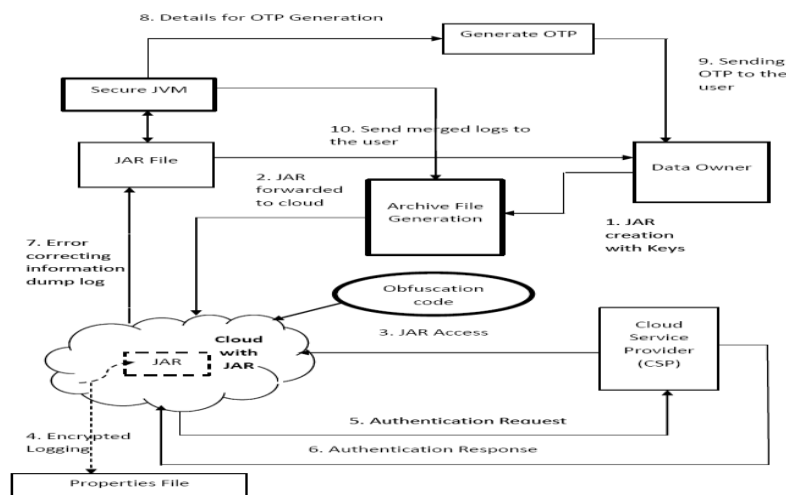 8. Details for OTP Generation
Generate OTP
9. Sending
OTP to the
user
Secure JVM
10. Send merged logs to
the user
JAR File
Data Owner
2. JAR
forwarded
to cloud
Archive File
Generation
1. JAR
creation
with Keys
7. Error
correcting
information
dump log
Obfuscation
code
3. JAR Access
Cloud
Service
Provider
(CSP)
Cloud
with
JAR
JAR
5. Authentication Request
4. Encrypted
Logging
6. Authentication Response
Properties File